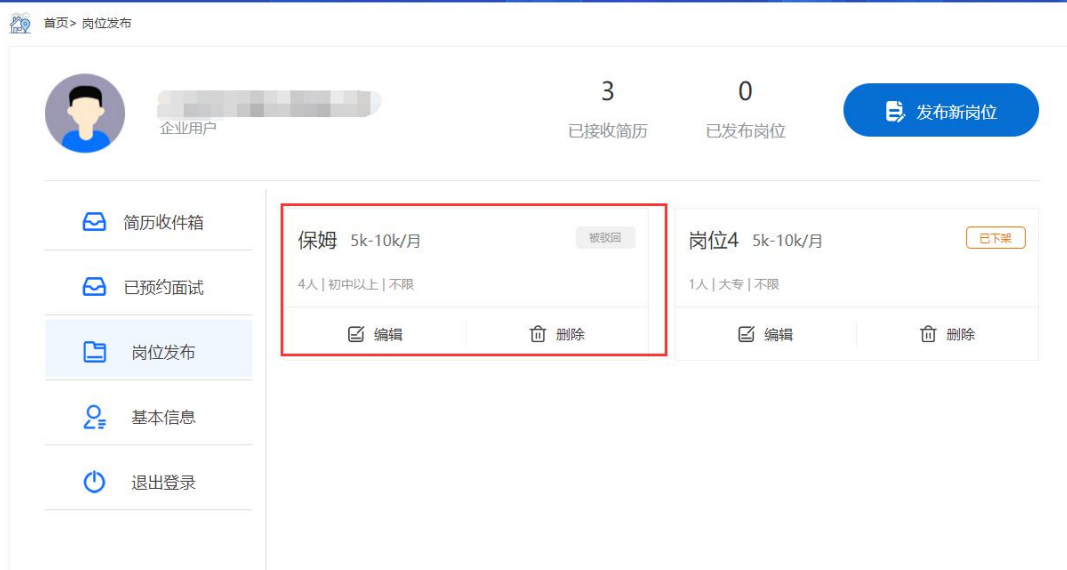 首页> 岗位发布
3
0
发布新岗位
企业用户
已接收简历
已发布岗位
简历收件箱
已预约面试
岗位发布
基本信息
退出登录
保姆 5k-10k/月
被驳回
4人 | 初中以上 | 不限
编辑
删除
岗位4 5k-10k/月
已下架
1人 | 大专 | 不限
编辑
删除